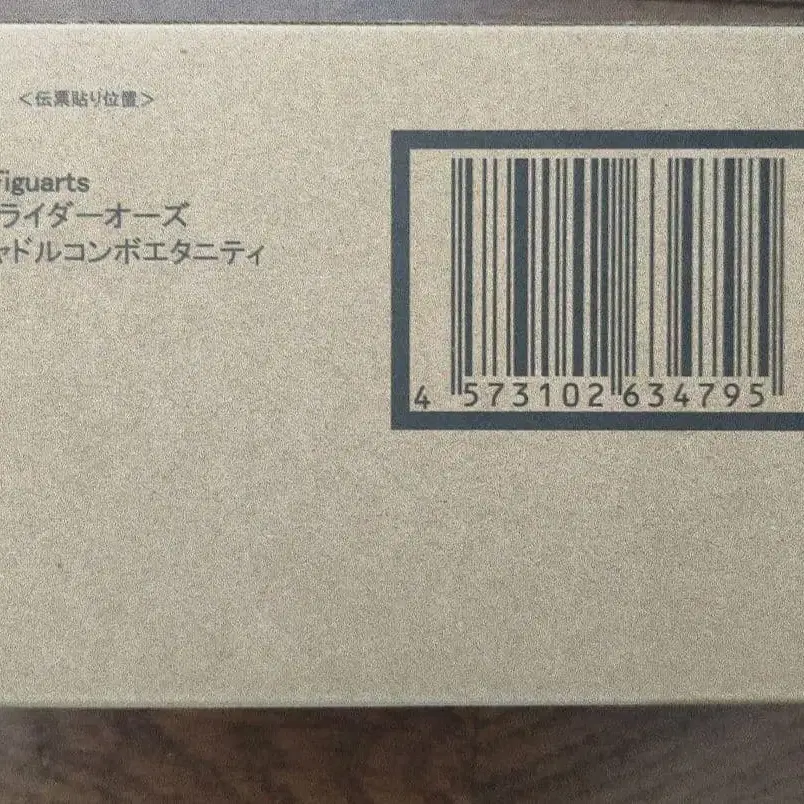 <伝票貼り位置>
Figuarts
ライダーオーズ
ャドルコンボエタニティ
4 573102 634795